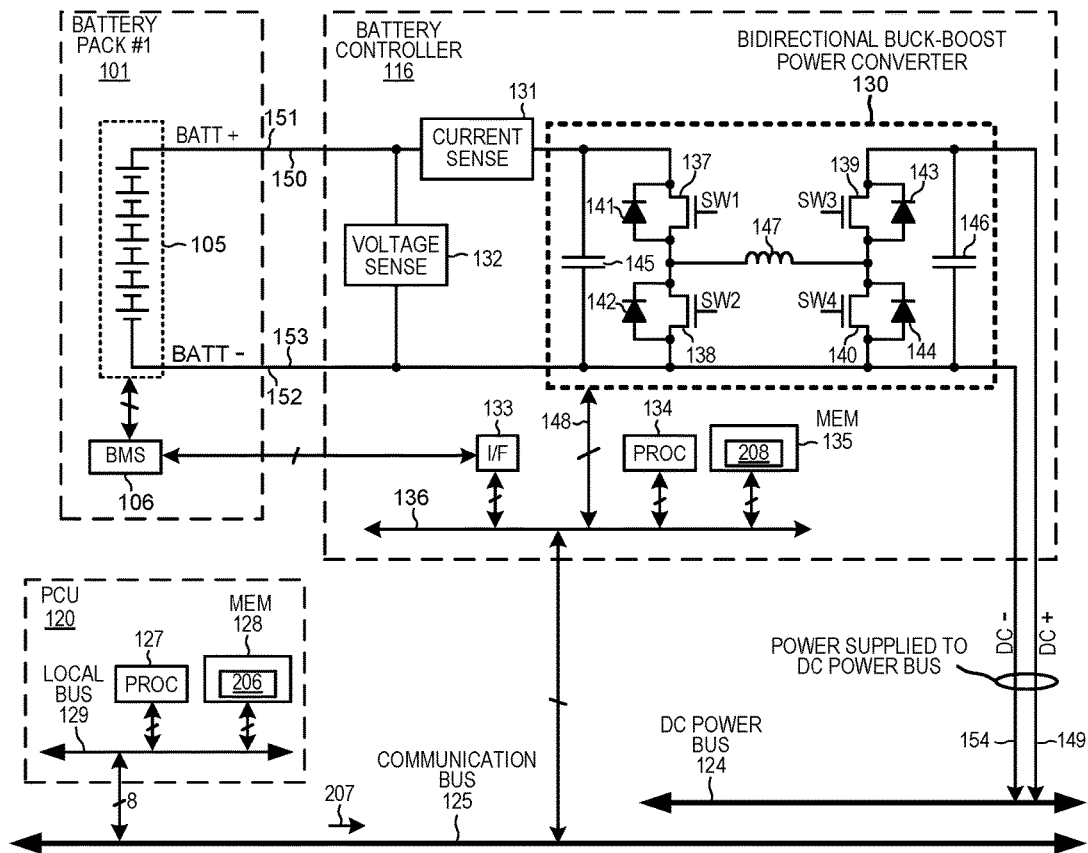 BATTERY
PACK #1
101
BATTERY
CONTROLLER
116
BIDIRECTIONAL BUCK-BOOST
POWER CONVERTER
130
131
CURRENT
SENSE
BATT +
151
150
105
VOLTAGE
SENSE
132
137
SW1
141
139
SW3
143
147
145
146
142
SW2
138
SW4
140
144
BATT -
153
152
BMS
106
133
I/F
148
134
PROC
MEM
135
208
136
PCU
120
MEM
128
127
PROC
206
LOCAL
BUS
129
8
207
COMMUNICATION
BUS
125
DC -
DC +
POWER SUPPLIED TO
DC POWER BUS
DC POWER
BUS
124
154
149